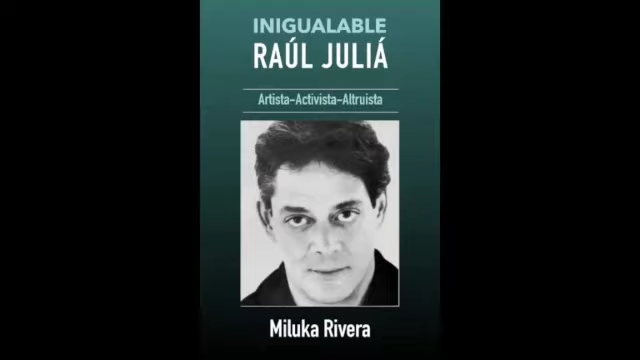 INIGUALABLE
RAÚL JULIÁ
Artista-Activista-Altruista
Miluka Rivera